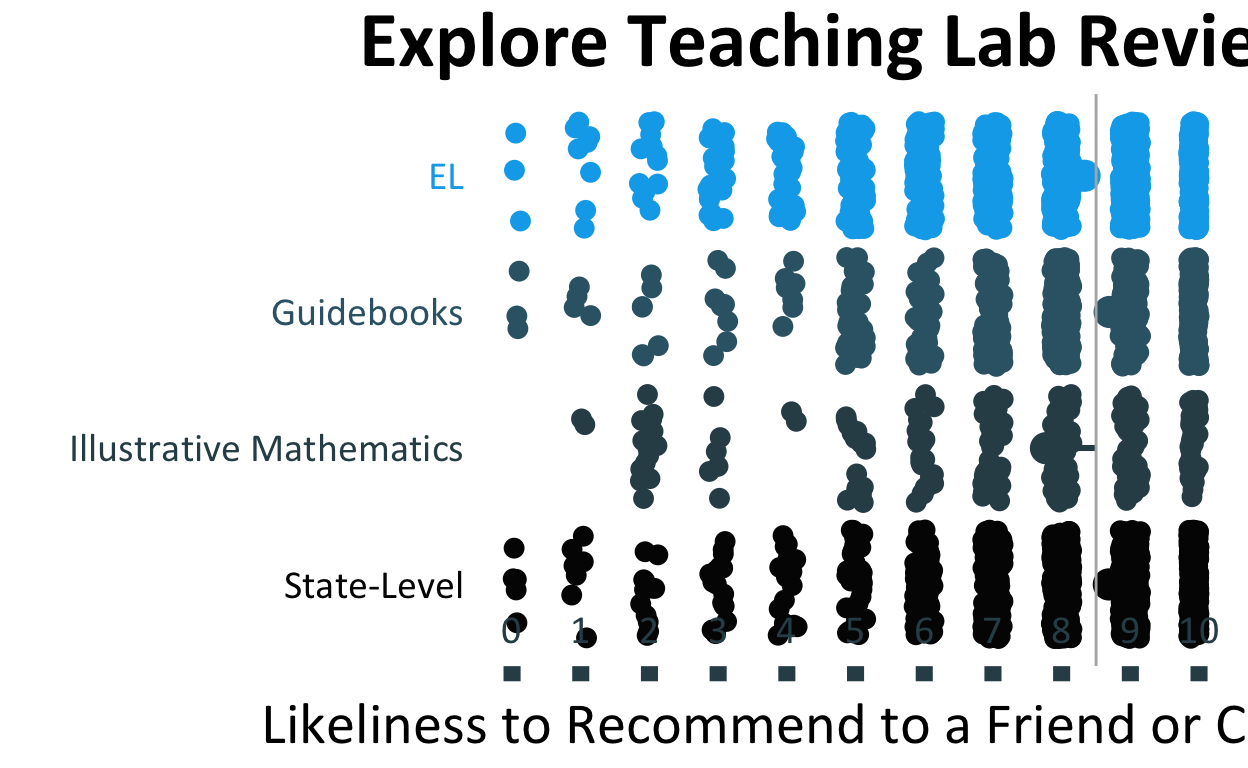 Explore Teaching Lab Revie
EL
Guidebooks
Illustrative Mathematics
State-Level
0 1 2 3 4 5 6 7 8 9 10
Likeliness to Recommend to a Friend or C